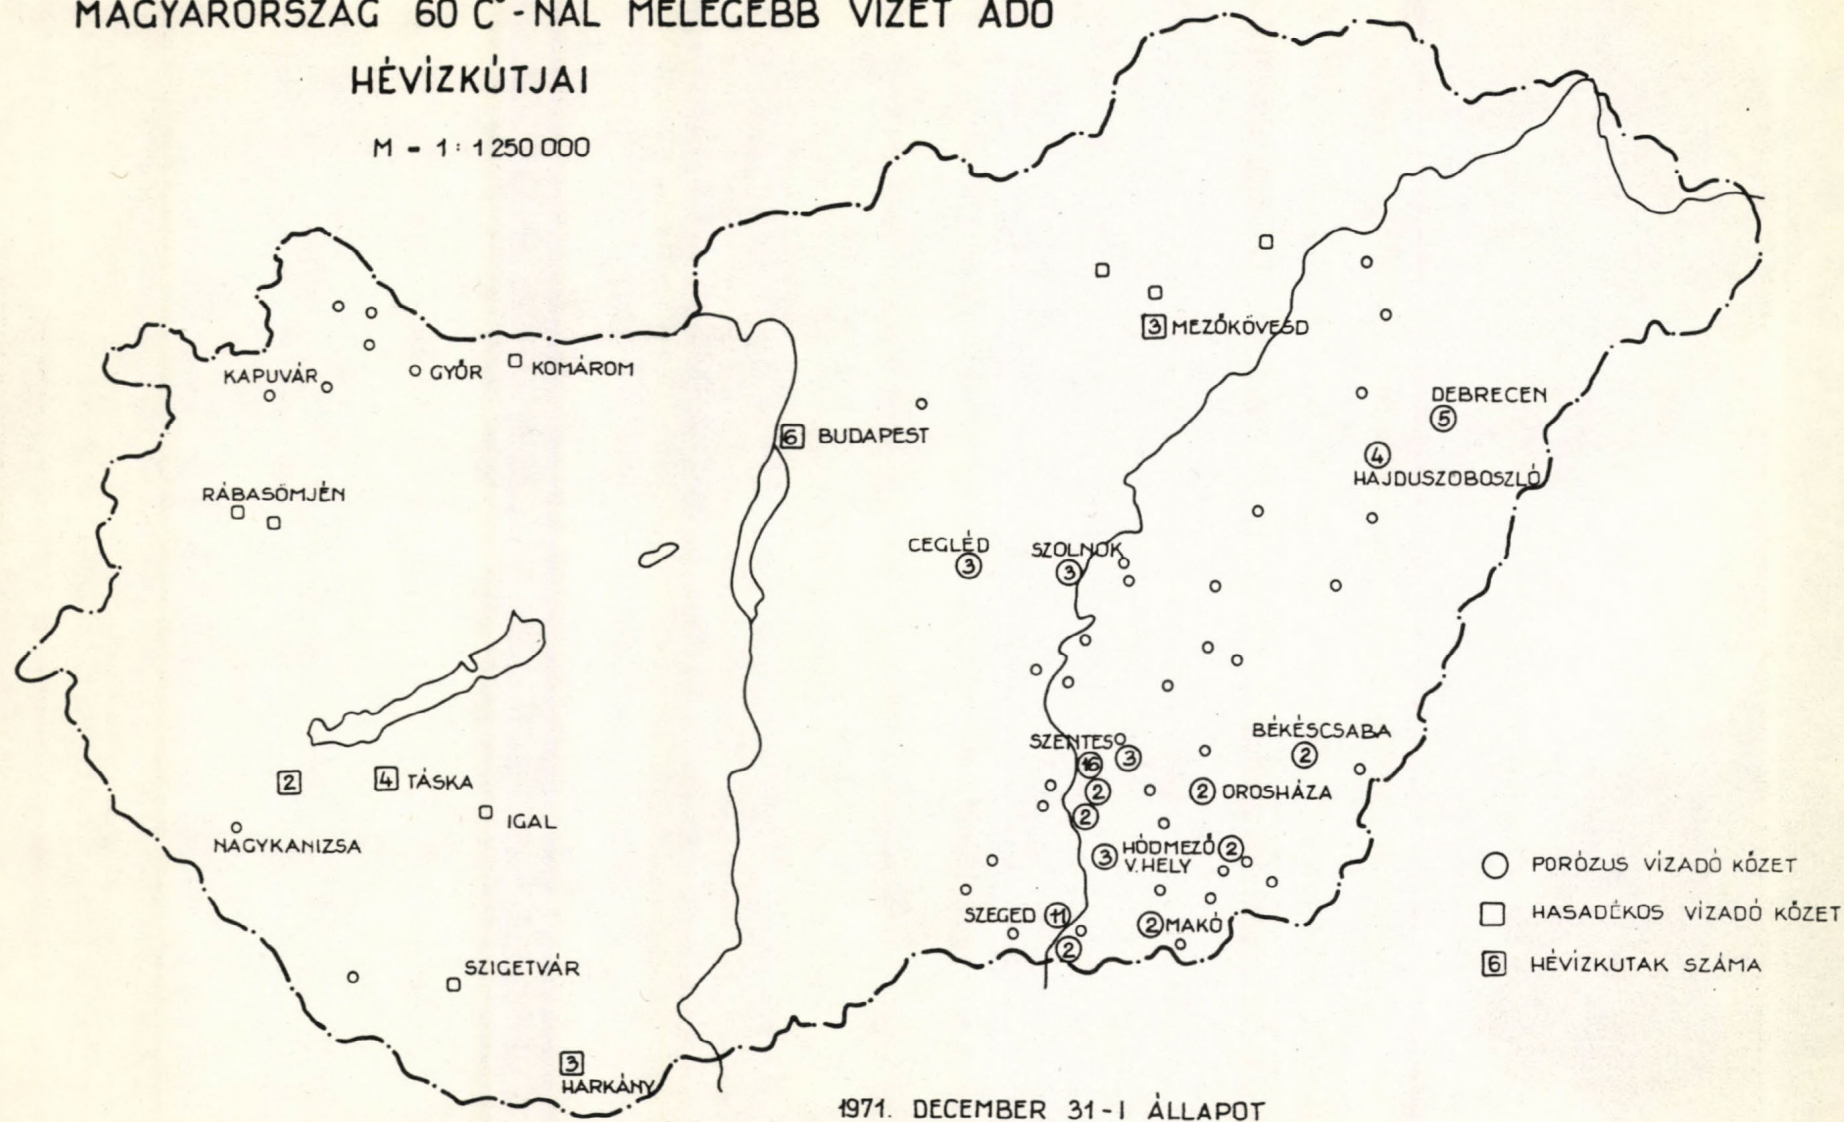 MAGYARORSZÁG 60 C°-NÁL MELEGEBB VIZET ADÓ
HÉVÍZKÚTJAI
M - 1 : 1 250 000
3 MEZŐKÖVESD
KAPUVÁR
GYŐR
KOMÁROM
DEBRECEN
5
6 BUDAPEST
4
HAJDUSZOBOSZLÓ
RÁBASÖMJÉN
CEGLÉD
3
SZOLNOK
3
SZENTES
16
3
BÉKÉSCSABA
2
2
4 TÁSKA
2
2 OROSHÁZA
2
IGAL
NAGYKANIZSA
3 HÓDMEZŐ
V.HELY
2
SZEGED 11
2 MAKÓ
2
SZIGETVÁR
3
HARKÁNY
PORÓZUS VÍZADÓ KŐZET
HASADÉKOS VÍZADÓ KŐZET
6 HÉVÍZKUTAK SZÁMA
1971. DECEMBER 31-I ÁLLAPOT